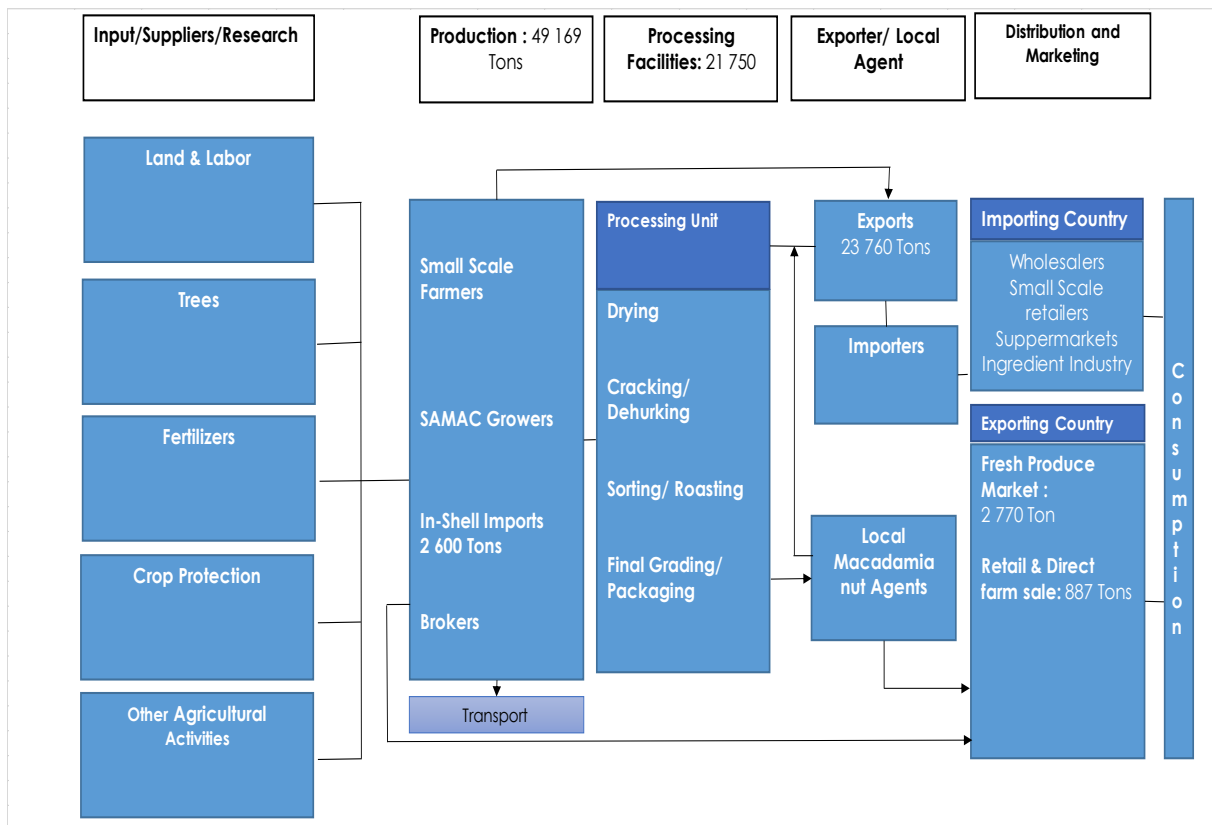 Input/Suppliers/Research
Production : 49 169
Tons
Processing
Facilities: 21 750
Exporter/ Local
Agent
Distribution and
Marketing
Land & Labor
Trees
Fertilizers
Crop Protection
Other Agricultural
Activities
Small Scale
Farmers
SAMAC Growers
In-Shell Imports
2 600 Tons
Brokers
Transport
Processing Unit
Drying
Cracking/
Dehurking
Sorting/ Roasting
Final Grading/
Packaging
Exports
23 760 Tons
Importers
Local
Macadamia
nut Agents
Importing Country
Wholesalers
Small Scale
retailers
Suppermarkets
Ingredient Industry
Exporting Country
Fresh Produce
Market :
2 770 Ton
Retail & Direct
farm sale: 887 Tons
C
o
n
s
u
m
p
t
i
o
n